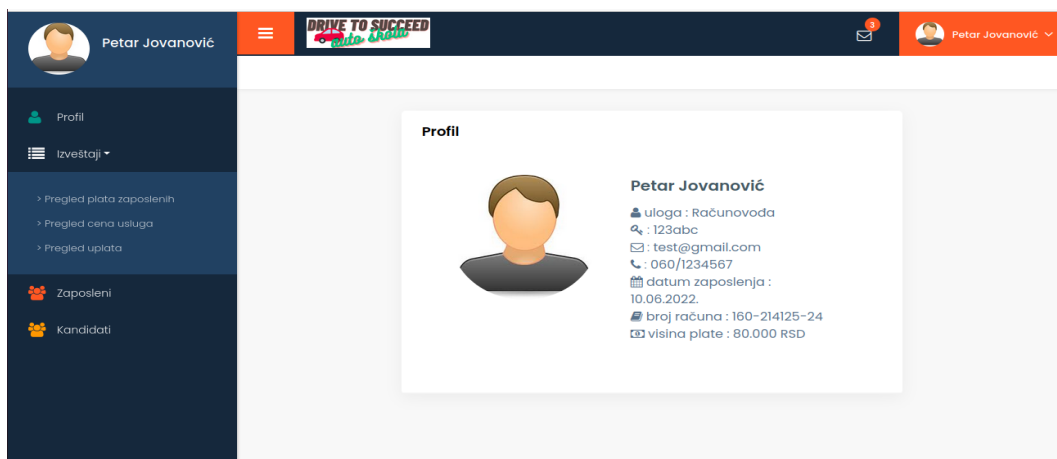 Petar Jovanović
DRIVE TO SUCCEED
auto škola
3
Petar Jovanović
Profil
Izveštaji
> Pregled plata zaposlenih
> Pregled cena usluga
> Pregled uplata
Zaposleni
Kandidati
Profil
Petar Jovanović
uloga : Računovođa
: 123abc
: test@gmail.com
: 060/1234567
datum zaposlenja :
10.06.2022.
broj računa : 160-214125-24
visina plate : 80.000 RSD